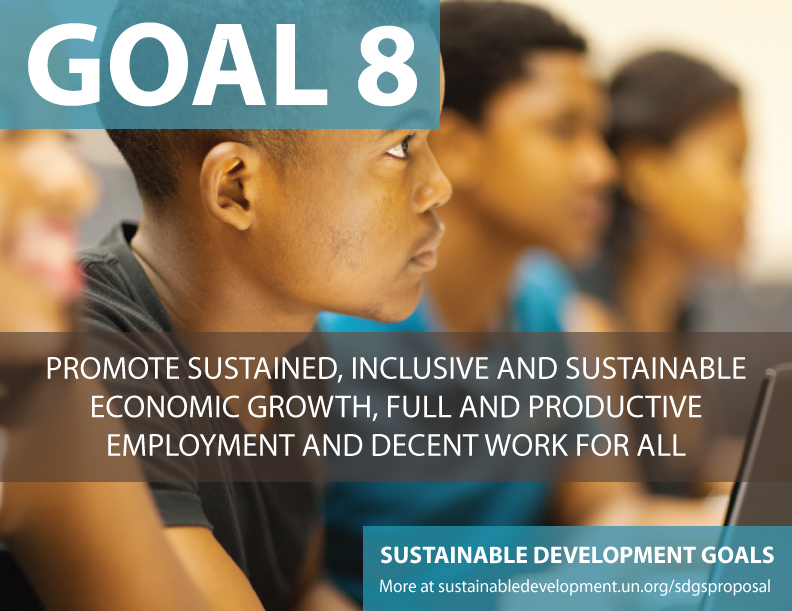 GOAL 8
PROMOTE SUSTAINED, INCLUSIVE AND SUSTAINABLE
ECONOMIC GROWTH, FULL AND PRODUCTIVE
EMPLOYMENT AND DECENT WORK FOR ALL
SUSTAINABLE DEVELOPMENT GOALS
More at sustainabledevelopment.un.org/sdgsproposal